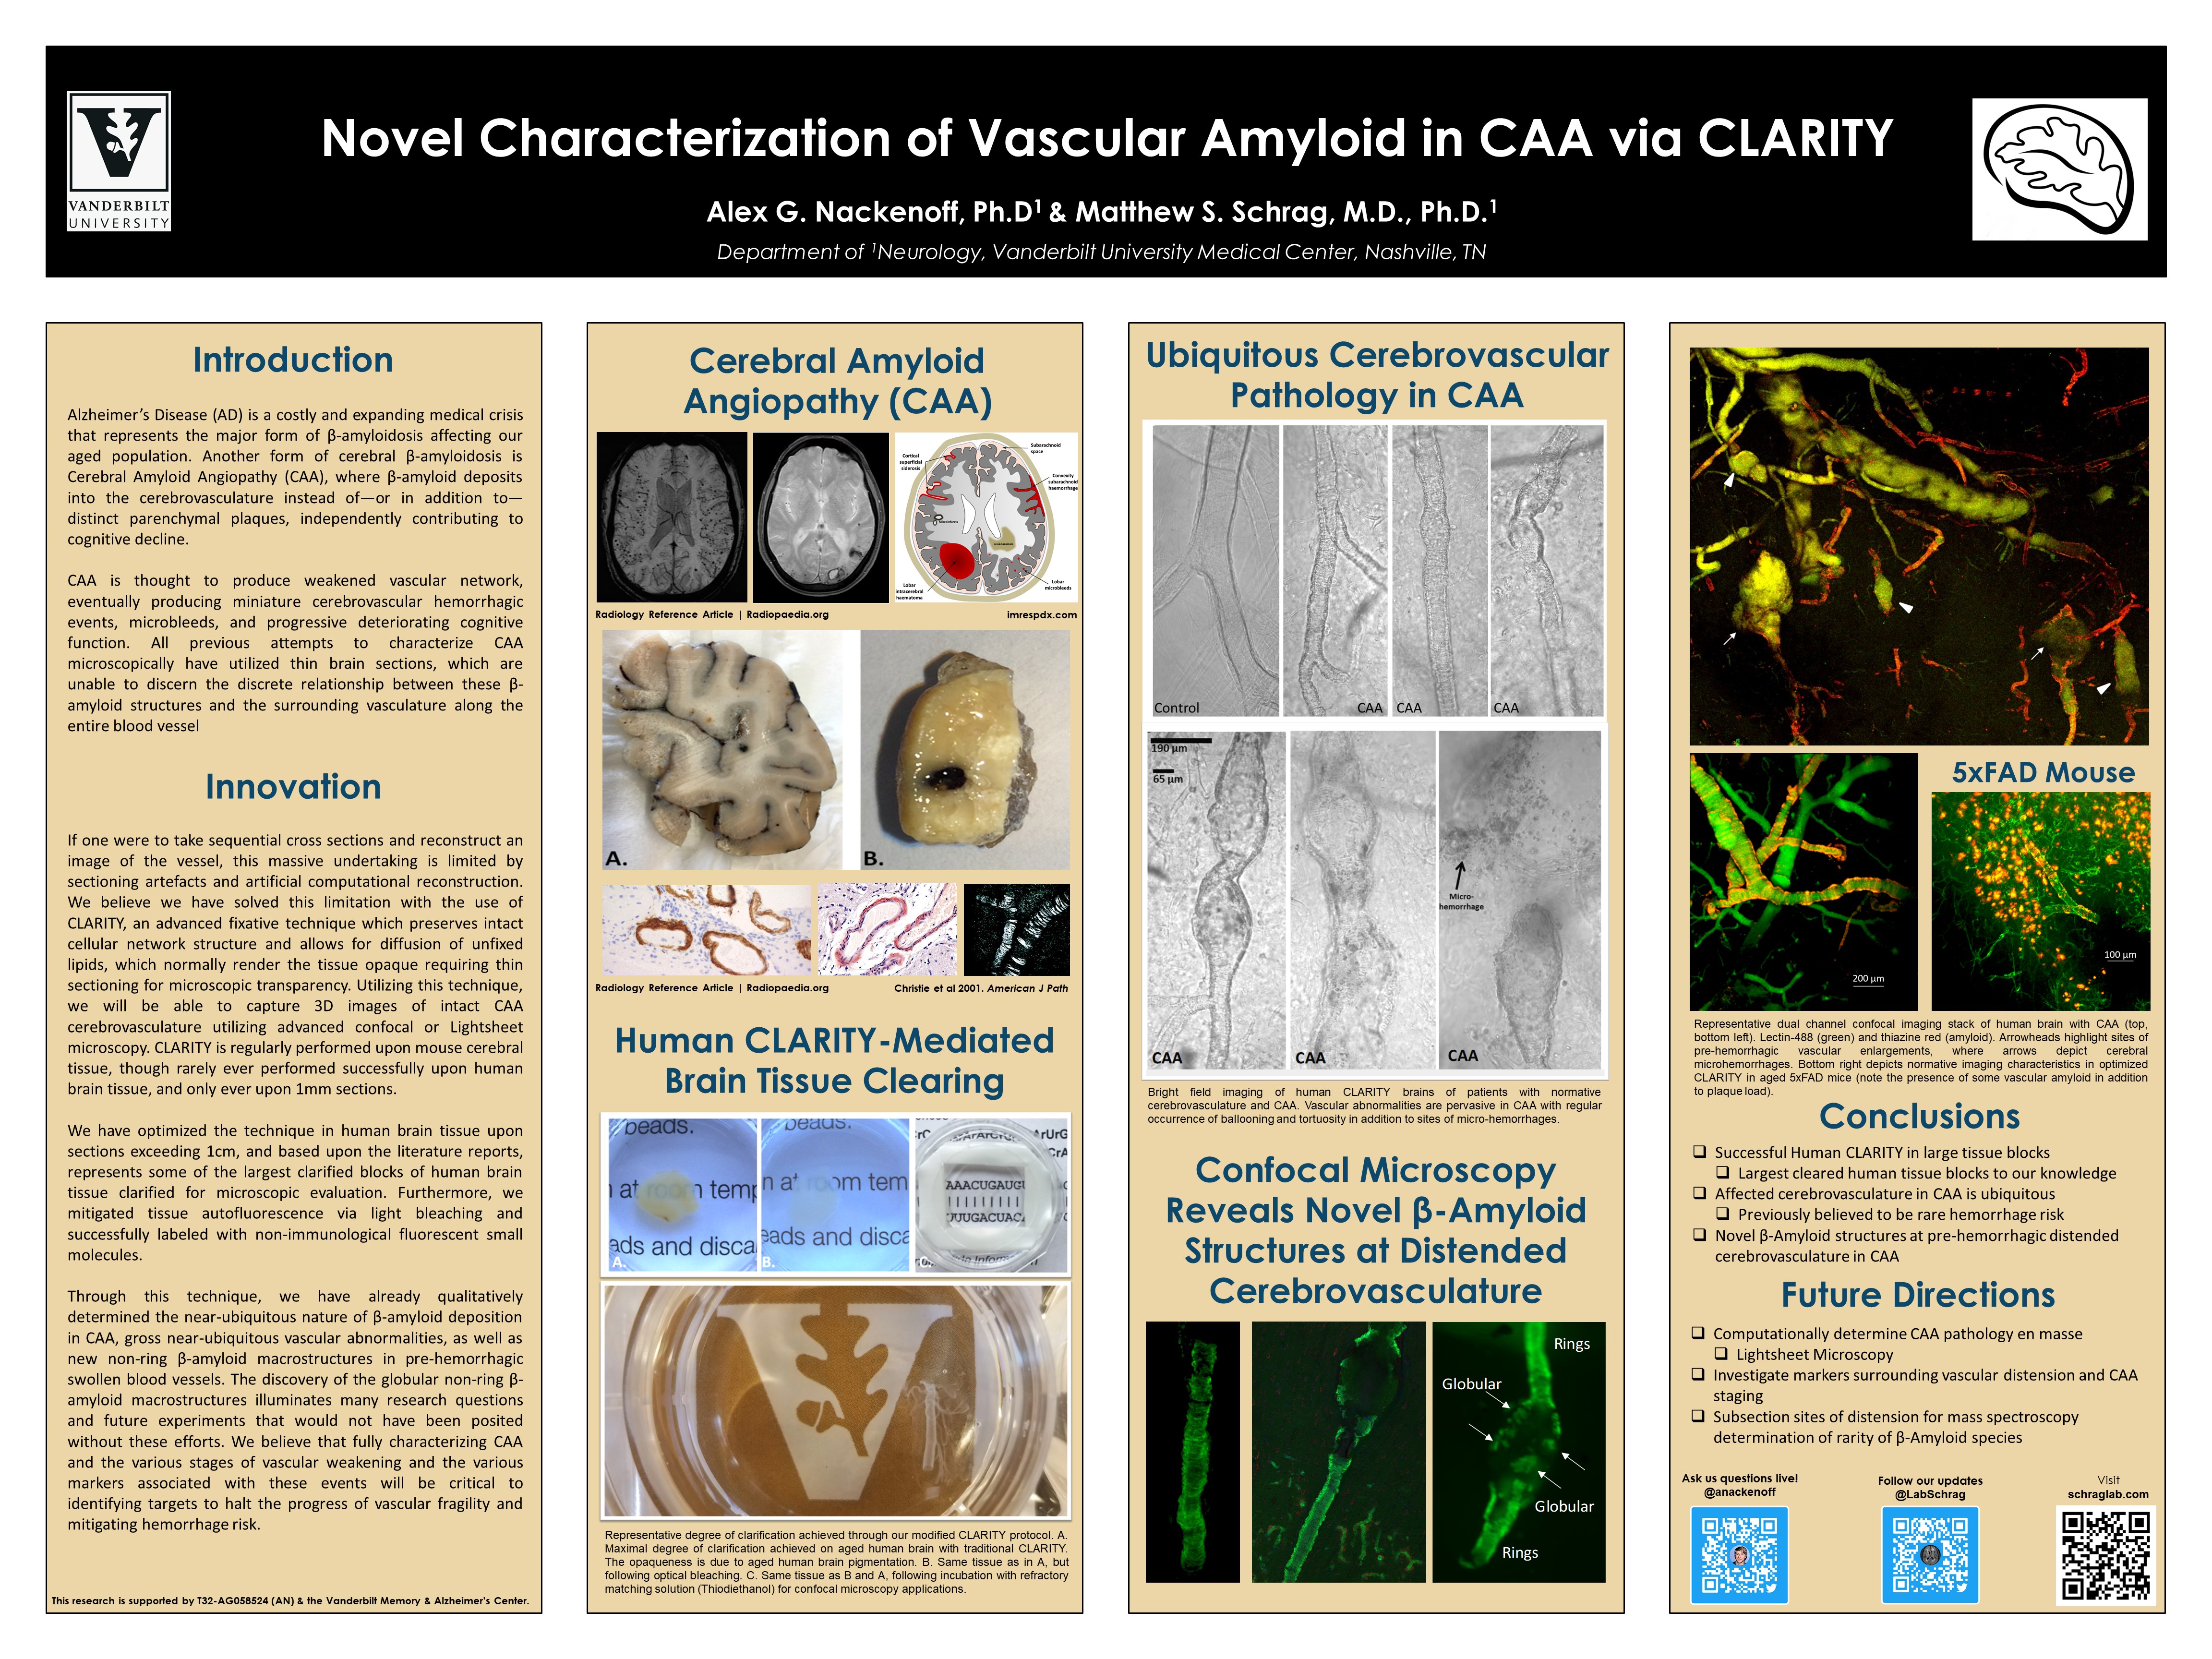 VANDERBILT
UNIVERSITY
Novel Characterization of Vascular Amyloid in CAA via CLARITY
Alex G. Nackenoff, Ph.D¹ & Matthew S. Schrag, M.D., Ph.D.¹
Department of ¹Neurology, Vanderbilt University Medical Center, Nashville, TN
Introduction
Alzheimer's Disease (AD) is a costly and expanding medical crisis
that represents the major form of β-amyloidosis affecting our
aged population. Another form of cerebral β-amyloidosis is
Cerebral Amyloid Angiopathy (CAA), where β-amyloid deposits
into the cerebrovasculature instead of—or in addition to—
distinct parenchymal plaques, independently contributing to
cognitive decline.
CAA is thought to produce weakened vascular network,
eventually producing miniature cerebrovascular hemorrhagic
events, microbleeds, and progressive deteriorating cognitive
function. All previous attempts to characterize CAA
microscopically have utilized thin brain sections, which are
unable to discern the discrete relationship between these β-
amyloid structures and the surrounding vasculature along the
entire blood vessel
Innovation
If one were to take sequential cross sections and reconstruct an
image of the vessel, this massive undertaking is limited by
sectioning artefacts and artificial computational reconstruction.
We believe we have solved this limitation with the use of
CLARITY, an advanced fixative technique which preserves intact
cellular network structure and allows for diffusion of unfixed
lipids, which normally render the tissue opaque requiring thin
sectioning for microscopic transparency. Utilizing this technique,
we will be able to capture 3D images of intact CAA
cerebrovasculature utilizing advanced confocal or Lightsheet
microscopy. CLARITY is regularly performed upon mouse cerebral
tissue, though rarely ever performed successfully upon human
brain tissue, and only ever upon 1mm sections.
We have optimized the technique in human brain tissue upon
sections exceeding 1cm, and based upon the literature reports,
represents some of the largest clarified blocks of human brain
tissue clarified for microscopic evaluation. Furthermore, we
mitigated tissue autofluorescence via light bleaching and
successfully labeled with non-immunological fluorescent small
molecules.
Through this technique, we have already qualitatively
determined the near-ubiquitous nature of β-amyloid deposition
in CAA, gross near-ubiquitous vascular abnormalities, as well as
new non-ring β-amyloid macrostructures in pre-hemorrhagic
swollen blood vessels. The discovery of the globular non-ring β-
amyloid macrostructures illuminates many research questions
and future experiments that would not have been posited
without these efforts. We believe that fully characterizing CAA
and the various stages of vascular weakening and the various
markers associated with these events will be critical to
identifying targets to halt the progress of vascular fragility and
mitigating hemorrhage risk.
This research is supported by T32-AG058524 (AN) & the Vanderbilt Memory & Alzheimer's Center.
Cerebral Amyloid
Angiopathy (CAA)
Subarachnoid
space
Cortical
superficial
siderosis
Convexity
subarachnoid
haemorrhage
Lobar
intracerebral
haematoma
Lobar
microbleeds
Radiology Reference Article | Radiopaedia.org
imrespdx.com
A.
B.
Radiology Reference Article | Radiopaedia.org
Christie et al 2001. American J Path
Human CLARITY-Mediated
Brain Tissue Clearing
beads.
n at room temp
ads and disca
A.
beads.
n at room tem
eads and disca
B.
AAACUGAUGU
UUUGACUAC
C.
Representative degree of clarification achieved through our modified CLARITY protocol. A.
Maximal degree of clarification achieved on aged human brain with traditional CLARITY.
The opaqueness is due to aged human brain pigmentation. B. Same tissue as in A, but
following optical bleaching. C. Same tissue as B and A, following incubation with refractory
matching solution (Thiodiethanol) for confocal microscopy applications.
Ubiquitous Cerebrovascular
Pathology in CAA
Control
CAA
CAA
CAA
190 µm
65 µm
Micro-
hemorrhage
CAA
CAA
CAA
Bright field imaging of human CLARITY brains of patients with normative
cerebrovasculature and CAA. Vascular abnormalities are pervasive in CAA with regular
occurrence of ballooning and tortuosity in addition to sites of micro-hemorrhages.
Confocal Microscopy
Reveals Novel β-Amyloid
Structures at Distended
Cerebrovasculature
Rings
Globular
Globular
Rings
5xFAD Mouse
200 µm
100 µm
Representative dual channel confocal imaging stack of human brain with CAA (top,
bottom left). Lectin-488 (green) and thiazine red (amyloid). Arrowheads highlight sites of
pre-hemorrhagic vascular enlargements, where arrows depict cerebral
microhemorrhages. Bottom right depicts normative imaging characteristics in optimized
CLARITY in aged 5xFAD mice (note the presence of some vascular amyloid in addition
to plaque load).
Conclusions
❑ Successful Human CLARITY in large tissue blocks
❑ Largest cleared human tissue blocks to our knowledge
❑ Affected cerebrovasculature in CAA is ubiquitous
❑ Previously believed to be rare hemorrhage risk
❑ Novel β-Amyloid structures at pre-hemorrhagic distended
cerebrovasculature in CAA
Future Directions
❑ Computationally determine CAA pathology en masse
❑ Lightsheet Microscopy
❑ Investigate markers surrounding vascular distension and CAA
staging
❑ Subsection sites of distension for mass spectroscopy
determination of rarity of β-Amyloid species
Ask us questions live!
@anackenoff
Follow our updates
@LabSchrag
Visit
schraglab.com